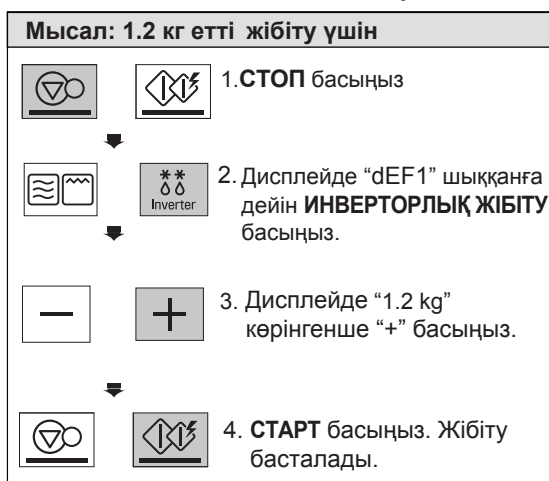 Мысал: 1.2 кг етті жібіту үшін
1.СТОП басыңыз
2. Дисплейде “dEF1” шыққанға
дейін ИНВЕРТОРЛЫҚ ЖІБІТУ
басыңыз.
Inverter
3. Дисплейде “1.2 kg”
көрінгенше “+” басыңыз.
4. СТАРТ басыңыз. Жібіту
басталады.